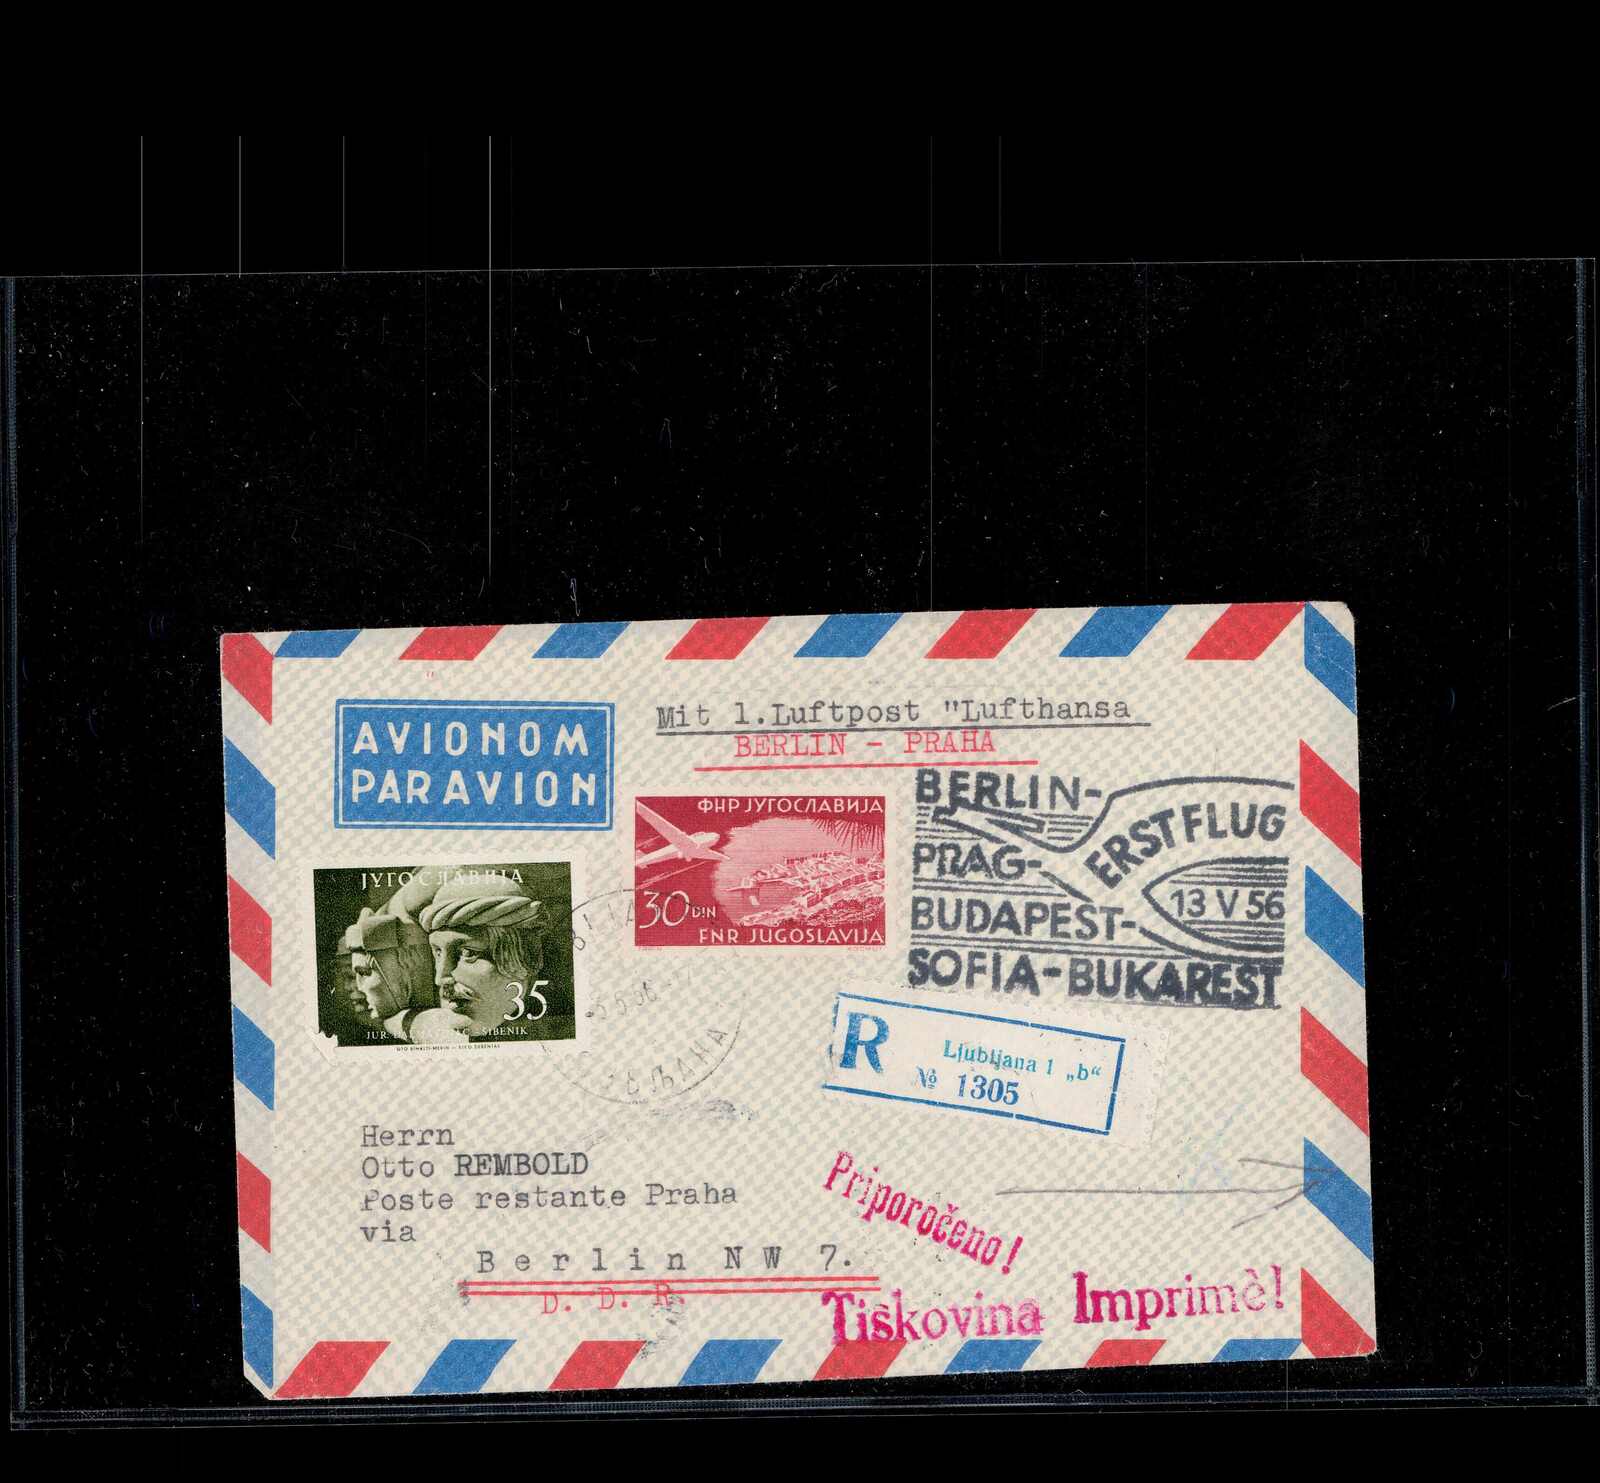 Mit 1.Luftpost "Lufthansa
BERLIN - PRAHA
AVIONOM
PAR AVION
BERLIN-
PRAG-
BUDAPEST-
SOFIA-BUKAREST
ERSTFLUG
13 V 56
ФНР ЈУГОСЛАВИЈА
30 DIN
FNR JUGOSLAVIJA
ЈУГОСЛАВИЈА
35
ŠIBENIK
R
Ljubljana 1 „b“
№ 1305
Herrn
Otto REMBOLD
Poste restante Praha
via
Berlin NW 7.
D. D. R
Priporočeno!
Tiskovina Imprimè!